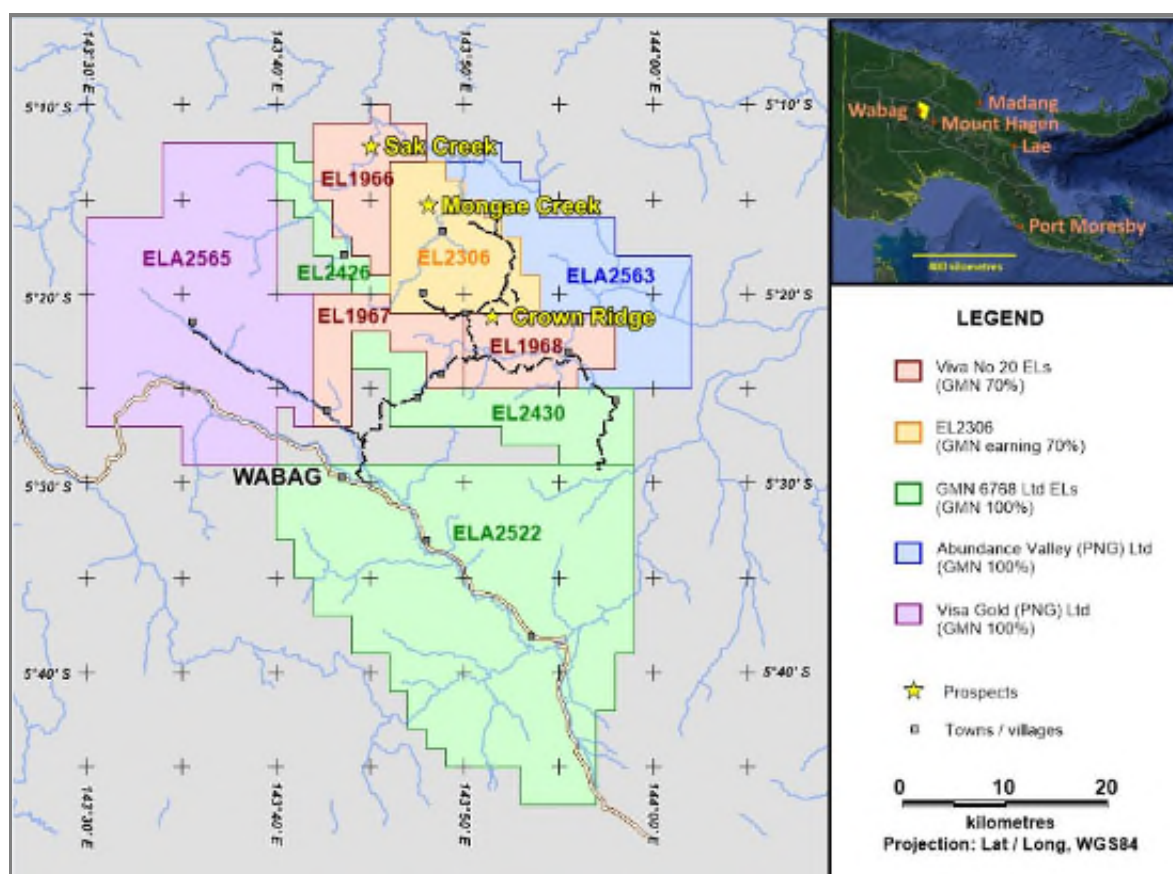 143°30' E
143°40' E
143°50' E
144°00' E
5°10' S
5°10' S
Sak Creek
EL1966
Mongae Creek
ELA2565
EL2426
EL2306
ELA2563
5°20' S
5°20' S
EL1967
Crown Ridge
EL1968
EL2430
WABAG
5°30' S
5°30' S
ELA2522
5°40' S
5°40' S
143°30' E
143°40' E
143°50' E
144°00' E
Wabag
Madang
Mount Hagen
Lae
Port Moresby
400 kilometres
LEGEND
Viva No 20 ELs
(GMN 70%)
EL2306
(GMN earning 70%)
GMN 6768 Ltd ELs
(GMN 100%)
Abundance Valley (PNG) Ltd
(GMN 100%)
Visa Gold (PNG) Ltd
(GMN 100%)
Prospects
Towns / villages
0 10 20
kilometres
Projection: Lat / Long, WGS84